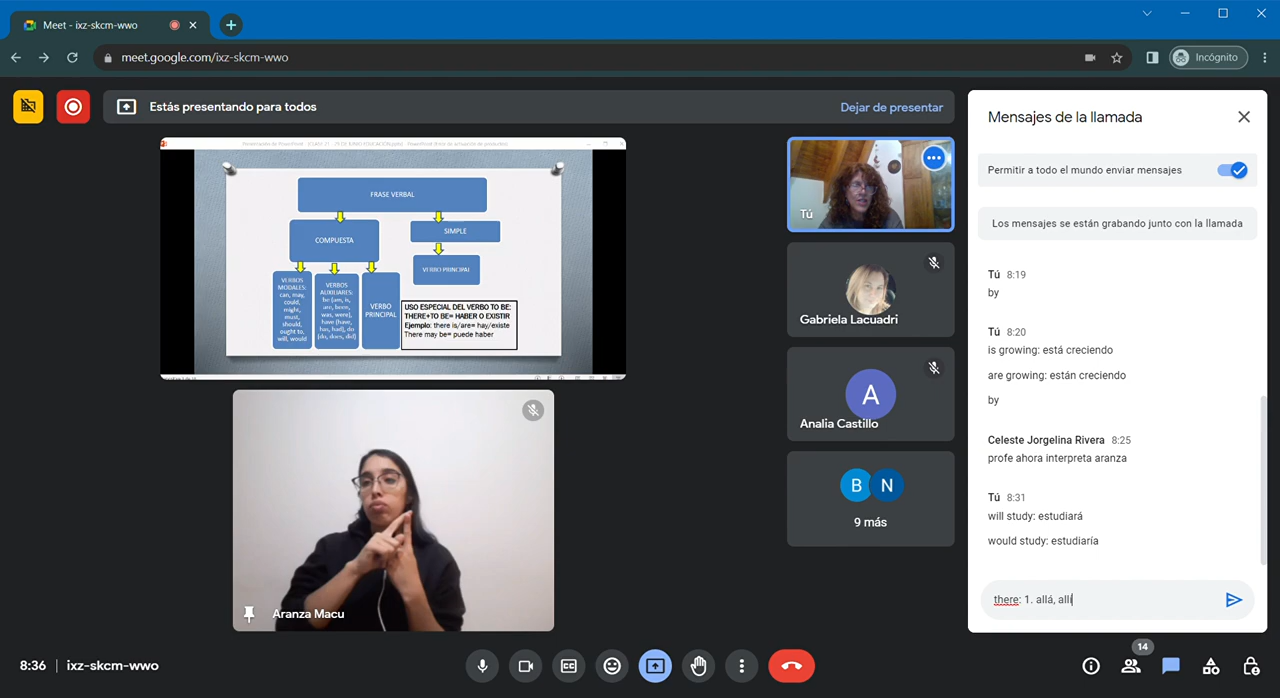 Meet - ixz-skcm-wwo
meet.google.com/ixz-skcm-wwo
Incógnito
Estás presentando para todos
Dejar de presentar
FRASE VERBAL
COMPUESTA
SIMPLE
VERBO PRINCIPAL
VERBOS
MODALES:
can, may,
could,
might,
must,
should,
ought to,
will, would
VERBOS
AUXILIARES:
be (am, is,
are, been,
was, were),
have (have,
has, had), do
(do, does, did)
VERBO
PRINCIPAL
USO ESPECIAL DEL VERBO TO BE:
THERE+TO BE= HABER O EXISTIR
Ejemplo: there is/are= hay/existe
There may be= puede haber
Aranza Macu
Tú
Gabriela Lacuadri
A
Analia Castillo
B N
9 más
Mensajes de la llamada
Permitir a todo el mundo enviar mensajes
Los mensajes se están grabando junto con la llamada
Tú 8:19
by
Tú 8:20
is growing: está creciendo
are growing: están creciendo
by
Celeste Jorgelina Rivera 8:25
profe ahora interpreta aranza
Tú 8:31
will study: estudiará
would study: estudiaría
there: 1. allá, allí
8:36 | ixz-skcm-wwo
14